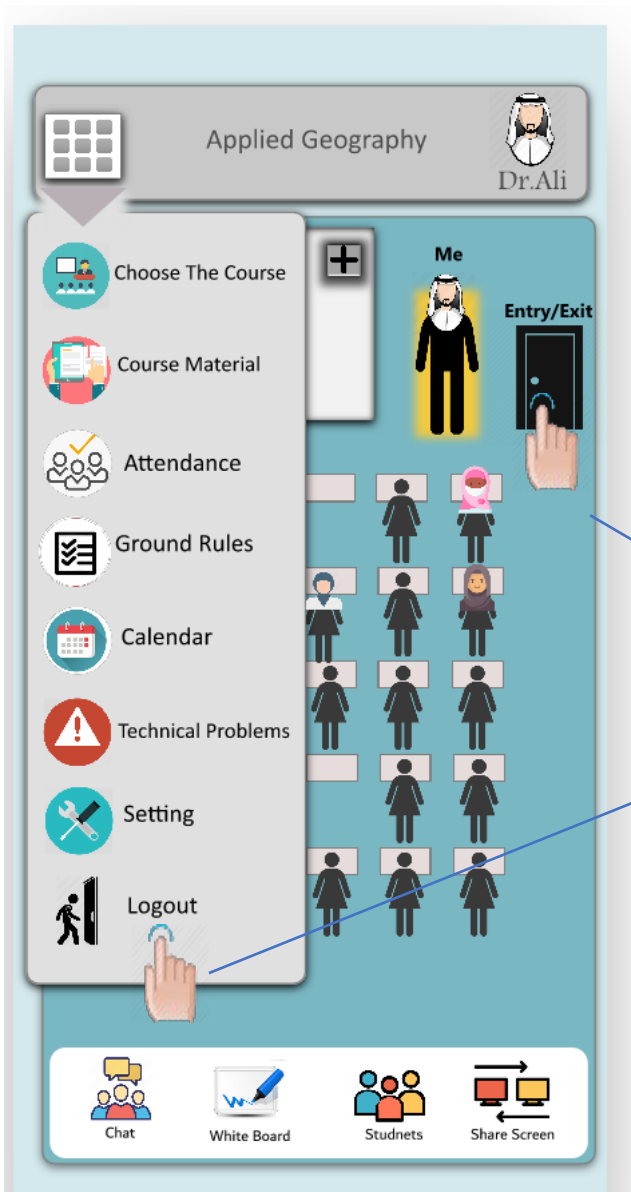 Applied Geography
Dr.Ali
Choose The Course
Me
Entry/Exit
Course Material
Attendance
Ground Rules
Calendar
Technical Problems
Setting
Logout
Chat
White Board
Studnets
Share Screen